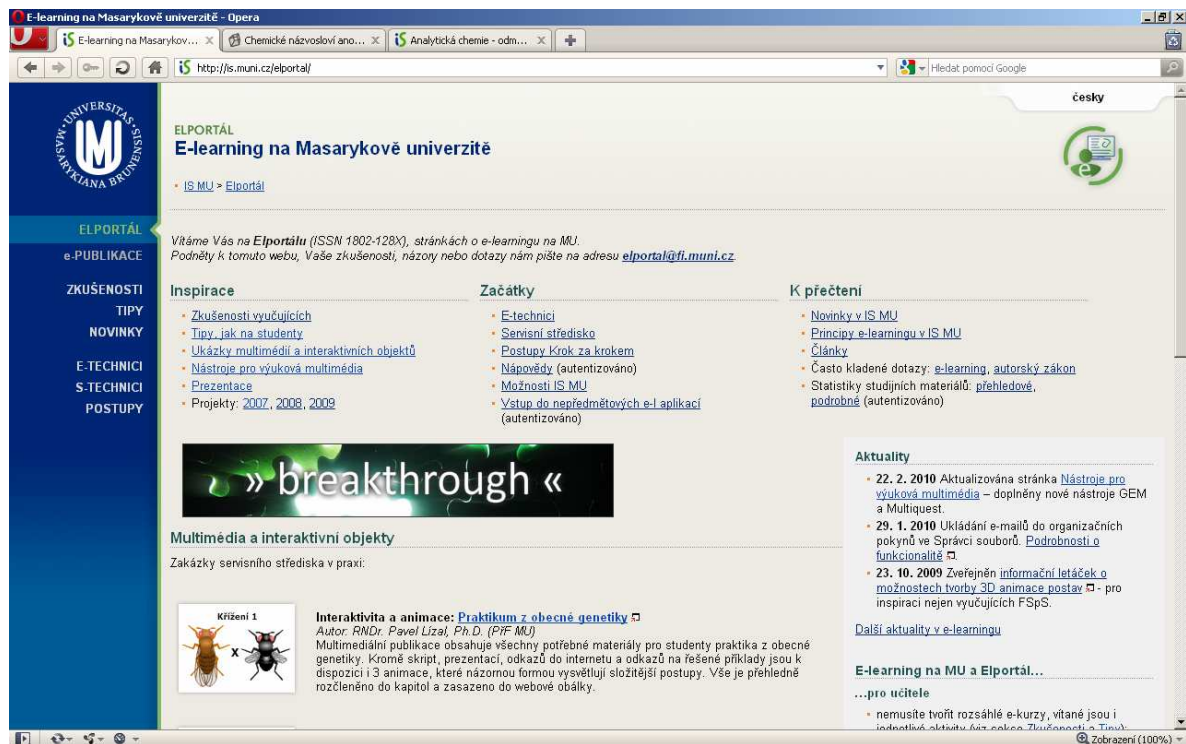 E-learning na Masarykově univerzitě - Opera
E-learning na Masarykov...
Chemické názvosloví ano...
Analytická chemie - odm...
http://is.muni.cz/elportal/
Hledat pomocí Google
UNIVERSITAS MASARYKIANA BRUNENSIS
česky
ELPORTÁL
E-learning na Masarykově univerzitě
IS MU > Elportál
ELPORTÁL
e-PUBLIKACE
ZKUŠENOSTI
TIPY
NOVINKY
E-TECHNICI
S-TECHNICI
POSTUPY
Vítáme Vás na Elportálu (ISSN 1802-128X), stránkách o e-learningu na MU.
Podněty k tomuto webu, Vaše zkušenosti, názory nebo dotazy nám pište na adresu elportal@fi.muni.cz.
Inspirace
Zkušenosti vyučujících
Tipy, jak na studenty
Ukázky multimédií a interaktivních objektů
Nástroje pro výuková multimédia
Prezentace
Projekty: 2007, 2008, 2009
Začátky
E-technici
Servisní středisko
Postupy Krok za krokem
Nápovědy (autentizováno)
Možnosti IS MU
Vstup do nepředmětových e-l aplikací
(autentizováno)
K přečtení
Novinky v IS MU
Principy e-learningu v IS MU
Články
Často kladené dotazy: e-learning, autorský zákon
Statistiky studijních materiálů: přehledové,
podrobné (autentizováno)
» breakthrough «
Multimédia a interaktivní objekty
Zakázky servisního střediska v praxi:
Křížení 1
x
Interaktivita a animace: Praktikum z obecné genetiky
Autor: RNDr. Pavel Lízal, Ph.D. (PřF MU)
Multimediální publikace obsahuje všechny potřebné materiály pro studenty praktika z obecné
genetiky. Kromě skript, prezentací, odkazů do internetu a odkazů na řešené příklady jsou k
dispozici i 3 animace, které názornou formou vysvětlují složitější postupy. Vše je přehledně
rozčleněno do kapitol a zasazeno do webové obálky.
Aktuality
22. 2. 2010 Aktualizována stránka Nástroje pro
výuková multimédia – doplněny nové nástroje GEM
a Multiquest.
29. 1. 2010 Ukládání e-mailů do organizačních
pokynů ve Správci souborů. Podrobnosti o
funkcionalitě
23. 10. 2009 Zveřejněn informační letáček o
možnostech tvorby 3D animace postav - pro
inspiraci nejen vyučujících FSpS.
Další aktuality v e-learningu
E-learning na MU a Elportál...
...pro učitele
nemusíte tvořit rozsáhlé e-kurzy, vítané jsou i
jednotlivé aktivity (viz sekce Zkušenosti a Tipy);
Zobrazení (100%)